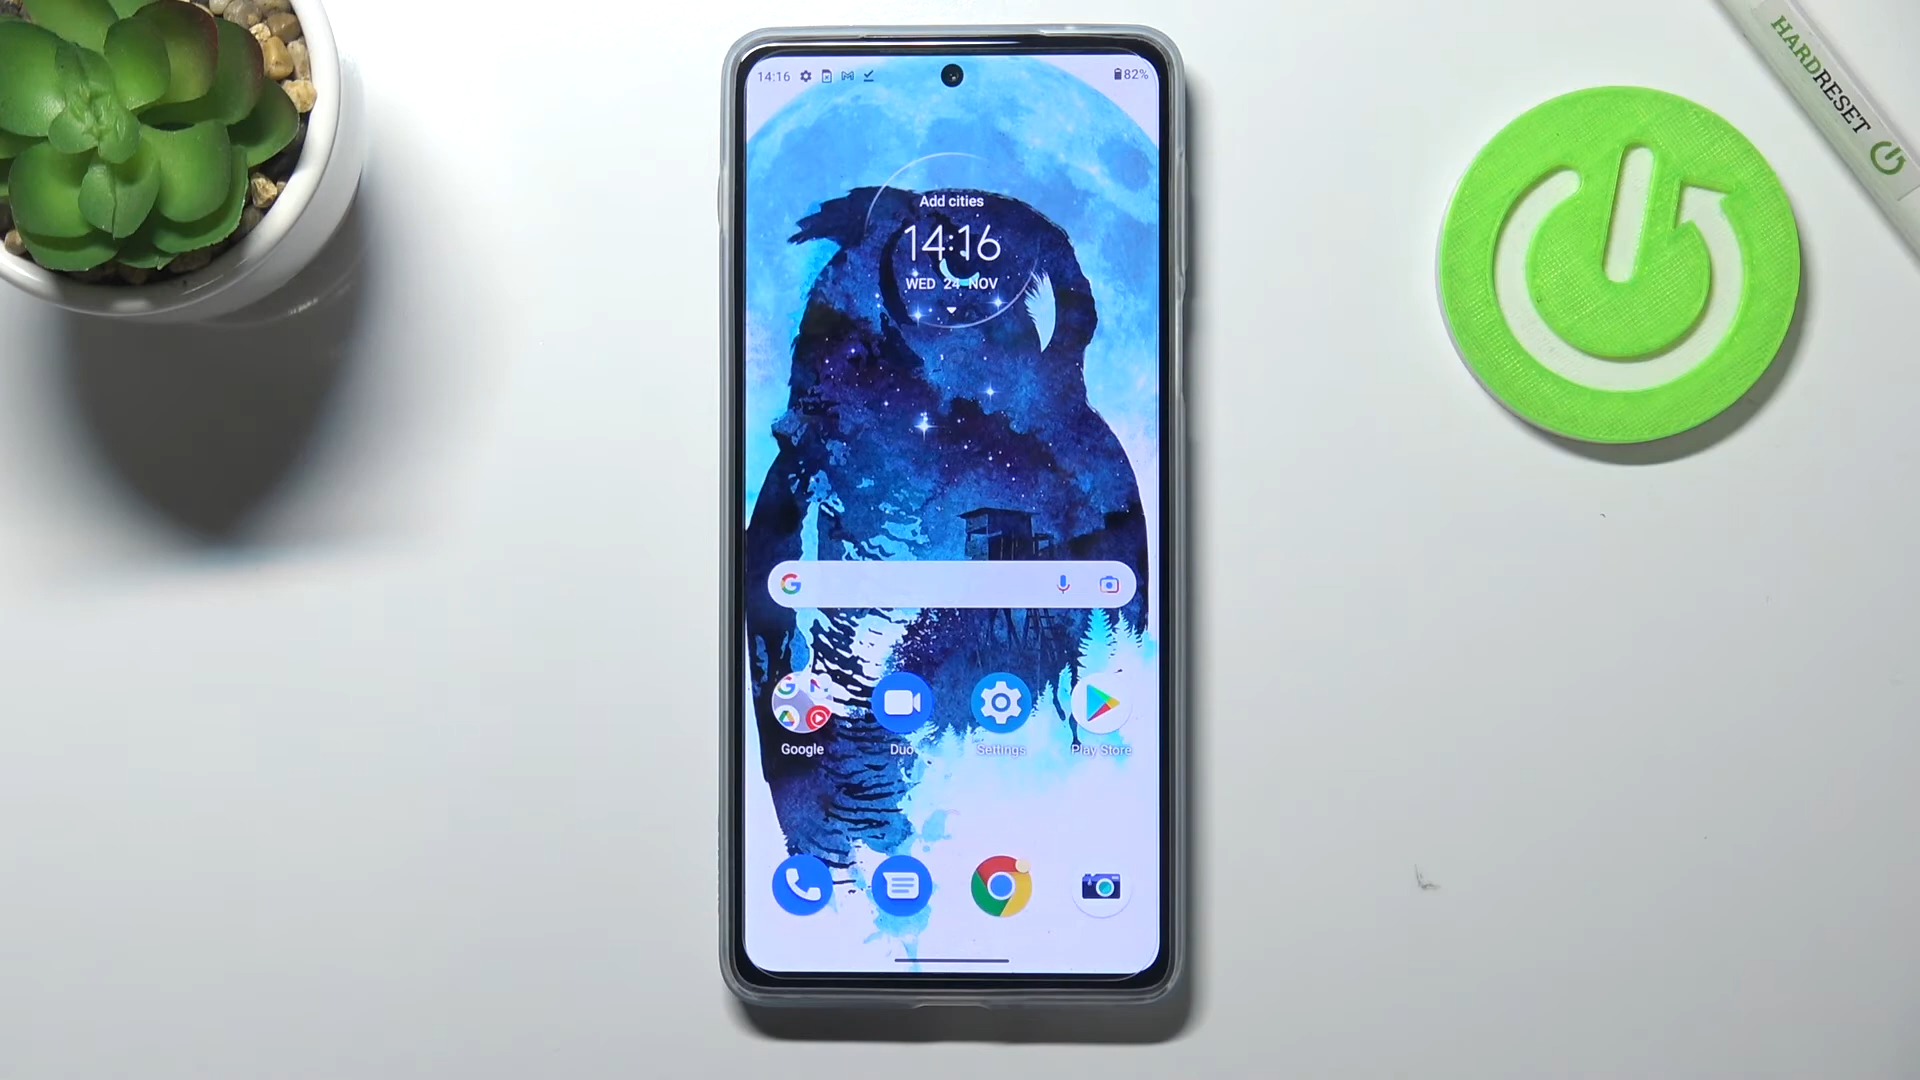 14:16
82%
Add cities
14:16
WED 24 NOV
Google
Duo
Settings
Play Store
HARDRESET